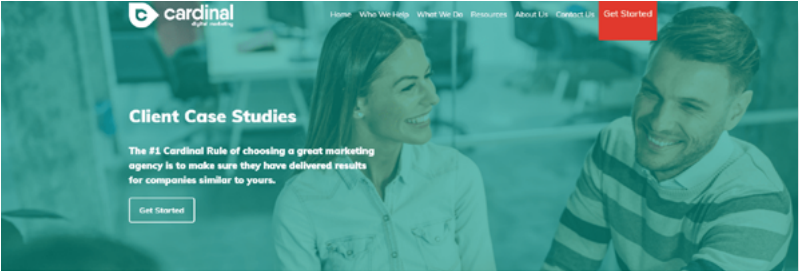 cardinal
digital marketing
Home Who We Help What We Do Resources About Us Contact Us Get Started
Client Case Studies
The #1 Cardinal Rule of choosing a great marketing
agency is to make sure they have delivered results
for companies similar to yours.
Get Started